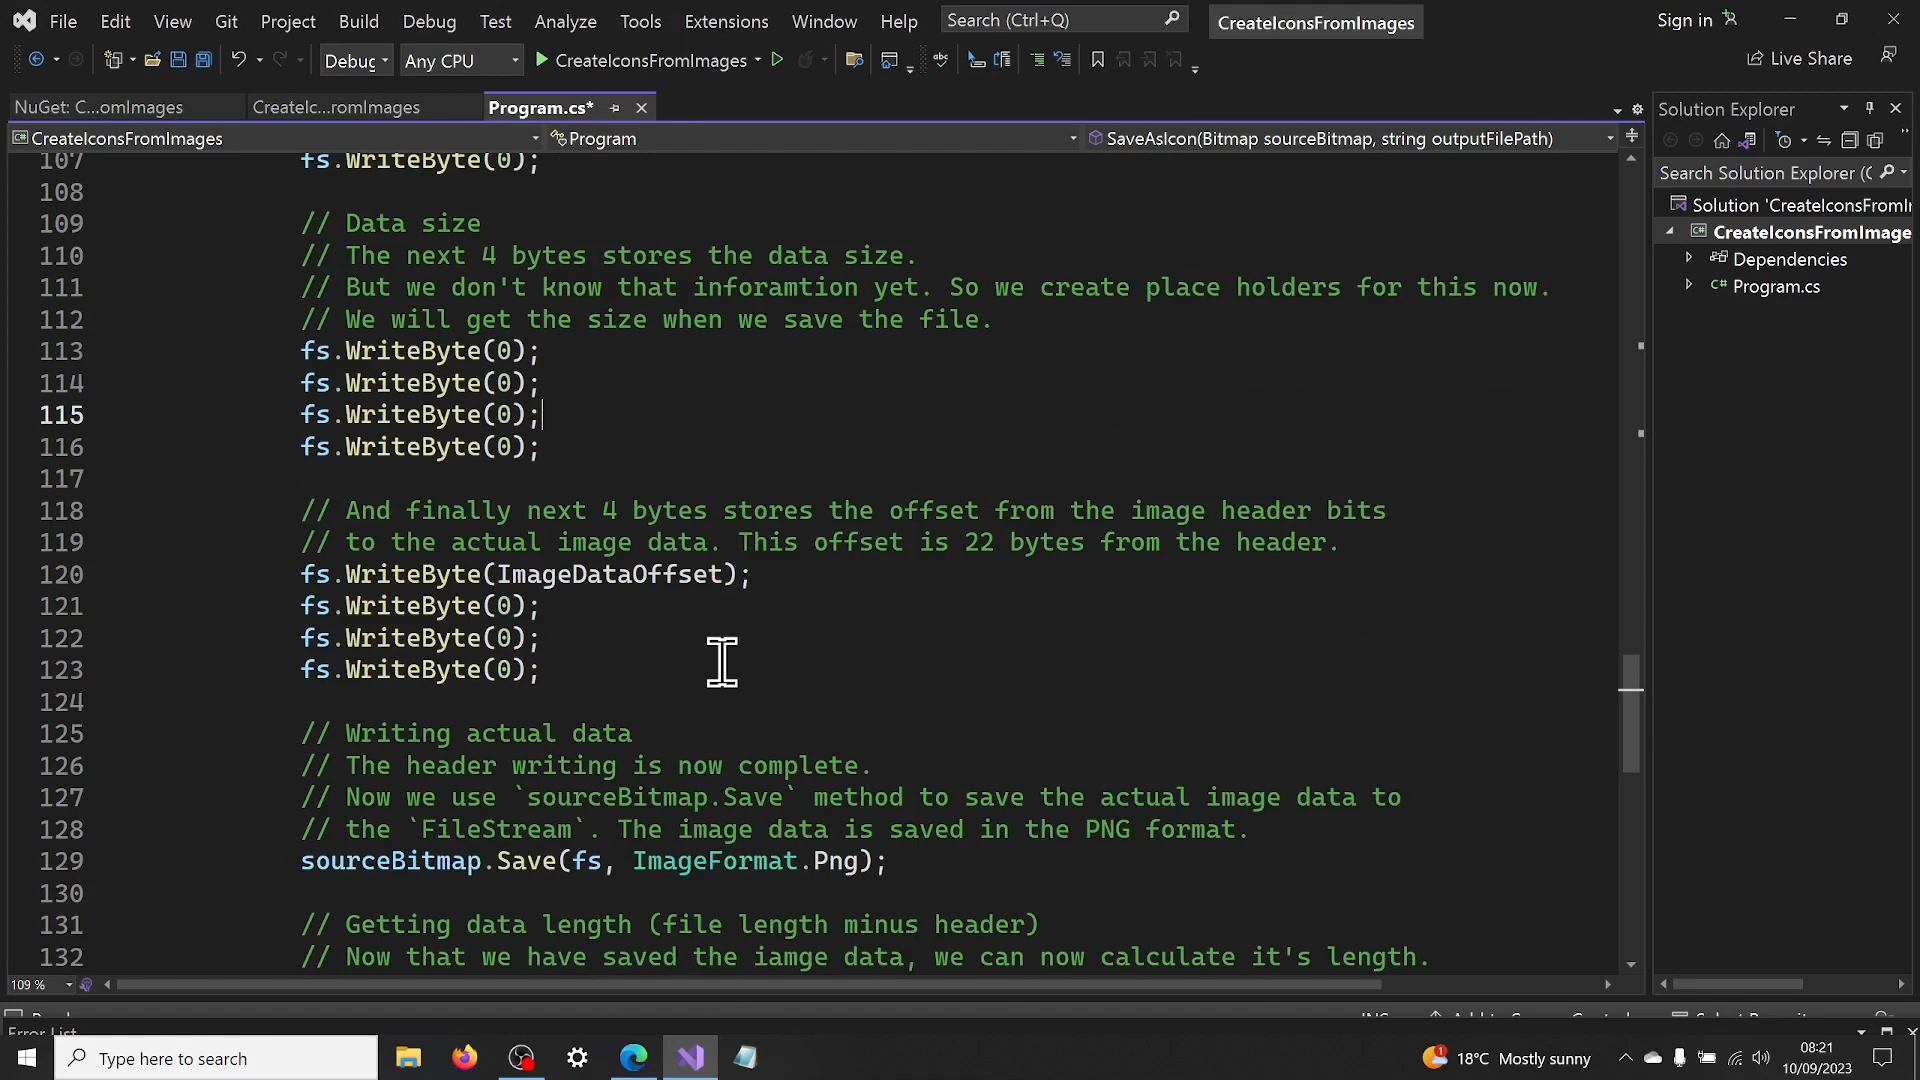 File Edit View Git Project Build Debug Test Analyze Tools Extensions Window Help Search (Ctrl+Q) CreateIconsFromImages Sign in
Debug Any CPU CreateIconsFromImages Live Share
NuGet: C...omImages CreateIc...romImages Program.cs* Solution Explorer
CreateIconsFromImages Program SaveAsIcon(Bitmap sourceBitmap, string outputFilePath)
Search Solution Explorer (C
Solution 'CreateIconsFromI
CreateIconsFromImage
Dependencies
Program.cs
107 fs.WriteByte(0);
108
109 // Data size
110 // The next 4 bytes stores the data size.
111 // But we don't know that inforamtion yet. So we create place holders for this now.
112 // We will get the size when we save the file.
113 fs.WriteByte(0);
114 fs.WriteByte(0);
115 fs.WriteByte(0);
116 fs.WriteByte(0);
117
118 // And finally next 4 bytes stores the offset from the image header bits
119 // to the actual image data. This offset is 22 bytes from the header.
120 fs.WriteByte(ImageDataOffset);
121 fs.WriteByte(0);
122 fs.WriteByte(0);
123 fs.WriteByte(0);
124
125 // Writing actual data
126 // The header writing is now complete.
127 // Now we use `sourceBitmap.Save` method to save the actual image data to
128 // the `FileStream`. The image data is saved in the PNG format.
129 sourceBitmap.Save(fs, ImageFormat.Png);
130
131 // Getting data length (file length minus header)
132 // Now that we have saved the iamge data, we can now calculate it's length.
109 %
Error List
Type here to search 1 18°C Mostly sunny 08:21
10/09/2023